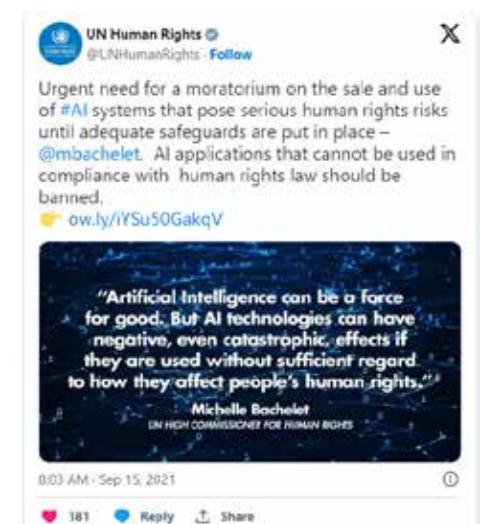 UN Human Rights
@UNHumanRights · Follow
Urgent need for a moratorium on the sale and use
of #AI systems that pose serious human rights risks
until adequate safeguards are put in place –
@mbachelet. AI applications that cannot be used in
compliance with human rights law should be
banned.
👉 ow.ly/iYSu50GakqV
“Artificial Intelligence can be a force
for good. But AI technologies can have
negative, even catastrophic, effects if
they are used without sufficient regard
to how they affect people’s human rights.”
Michelle Bachelet
UN HIGH COMMISSIONER FOR HUMAN RIGHTS
8:03 AM · Sep 15, 2021
381 Reply Share